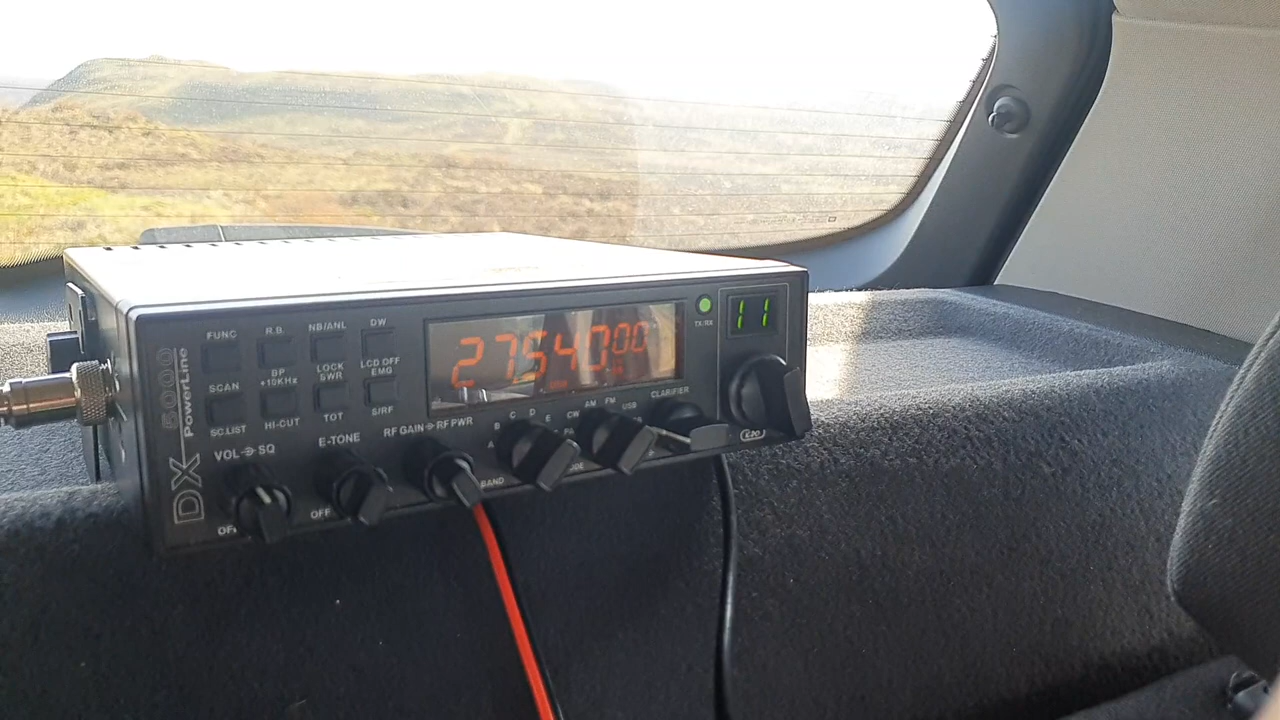 FUNC R.B. NB/ANL DW
SCAN BP +10KHz LOCK SWR LCD OFF EMG
SC.LIST HI-CUT TOT S/RF
DX 5000
PowerLine
27.540.00
TX/RX
11
VOL SQ
E-TONE
RF GAIN RF PWR
A B C D E
BAND
CW AM FM USB
CLARIFIER
OFF
OFF